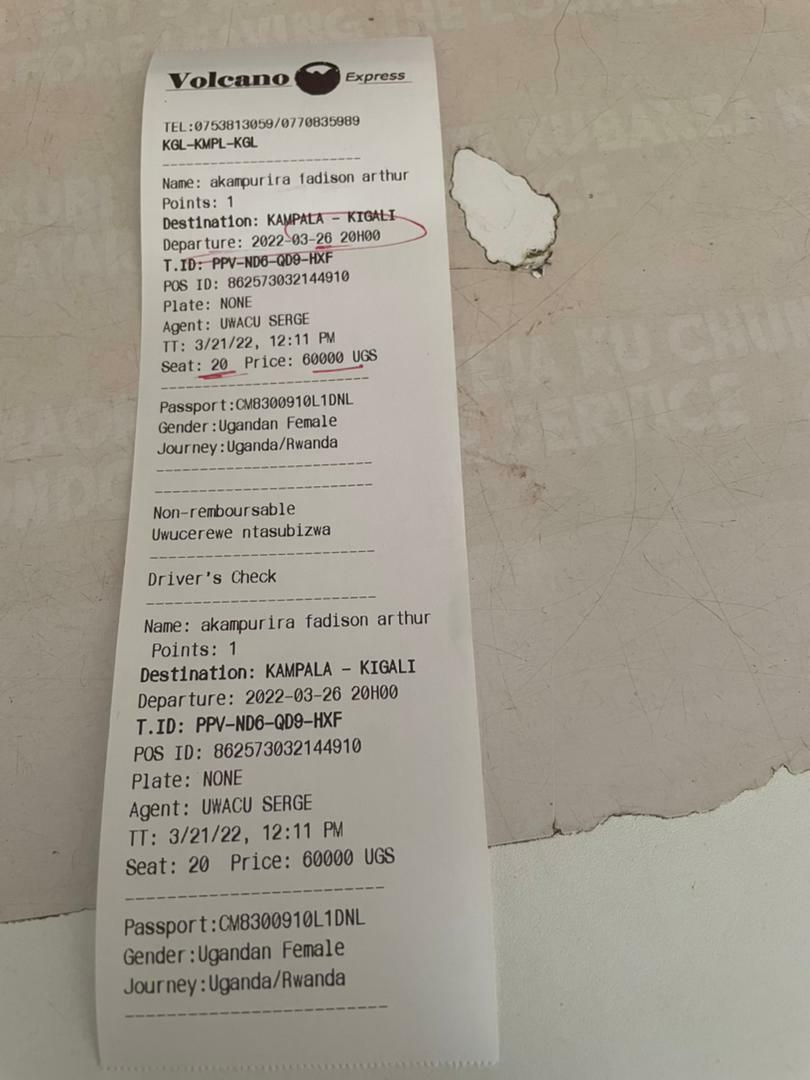 Volcano Express
TEL:0753813059/0770835989
KGL-KMPL-KGL
Name: akampurira fadison arthur
Points: 1
Destination: KAMPALA - KIGALI
Departure: 2022-03-26 20H00
T.ID: PPV-ND6-QD9-HXF
POS ID: 862573032144910
Plate: NONE
Agent: UWACU SERGE
TT: 3/21/22, 12:11 PM
Seat: 20 Price: 60000 UGS
Passport:CM8300910L1DNL
Gender:Ugandan Female
Journey:Uganda/Rwanda
Non-remboursable
Uwucerewe ntasubizwa
Driver's Check
Name: akampurira fadison arthur
Points: 1
Destination: KAMPALA - KIGALI
Departure: 2022-03-26 20H00
T.ID: PPV-ND6-QD9-HXF
POS ID: 862573032144910
Plate: NONE
Agent: UWACU SERGE
TT: 3/21/22, 12:11 PM
Seat: 20 Price: 60000 UGS
Passport:CM8300910L1DNL
Gender:Ugandan Female
Journey:Uganda/Rwanda